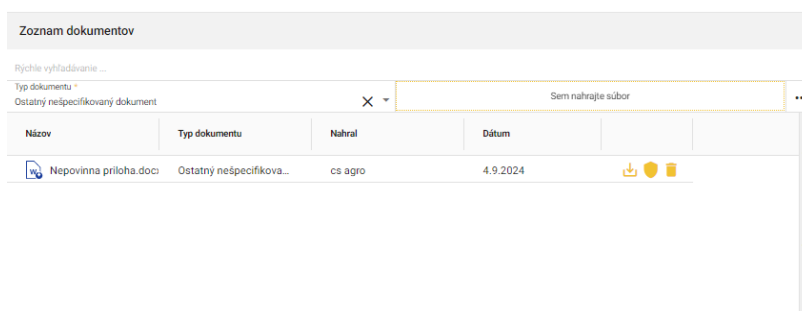 Zoznam dokumentov
Rýchle vyhľadávanie ...
Typ dokumentu *
Ostatný nešpecifikovaný dokument
Sem nahrajte súbor
Názov Typ dokumentu Nahral Dátum
Nepovinna priloha.doc Ostatný nešpecifikova... cs agro 4.9.2024